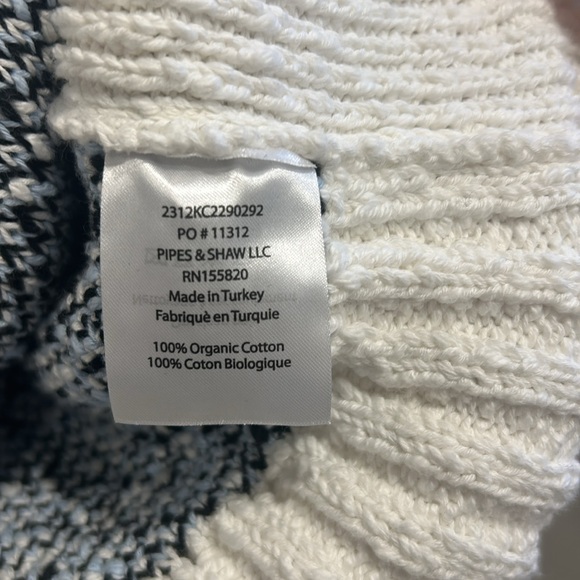 2312KC2290292
PO # 11312
PIPES & SHAW LLC
RN155820
Made in Turkey
Fabriquè en Turquie
100% Organic Cotton
100% Coton Biologique